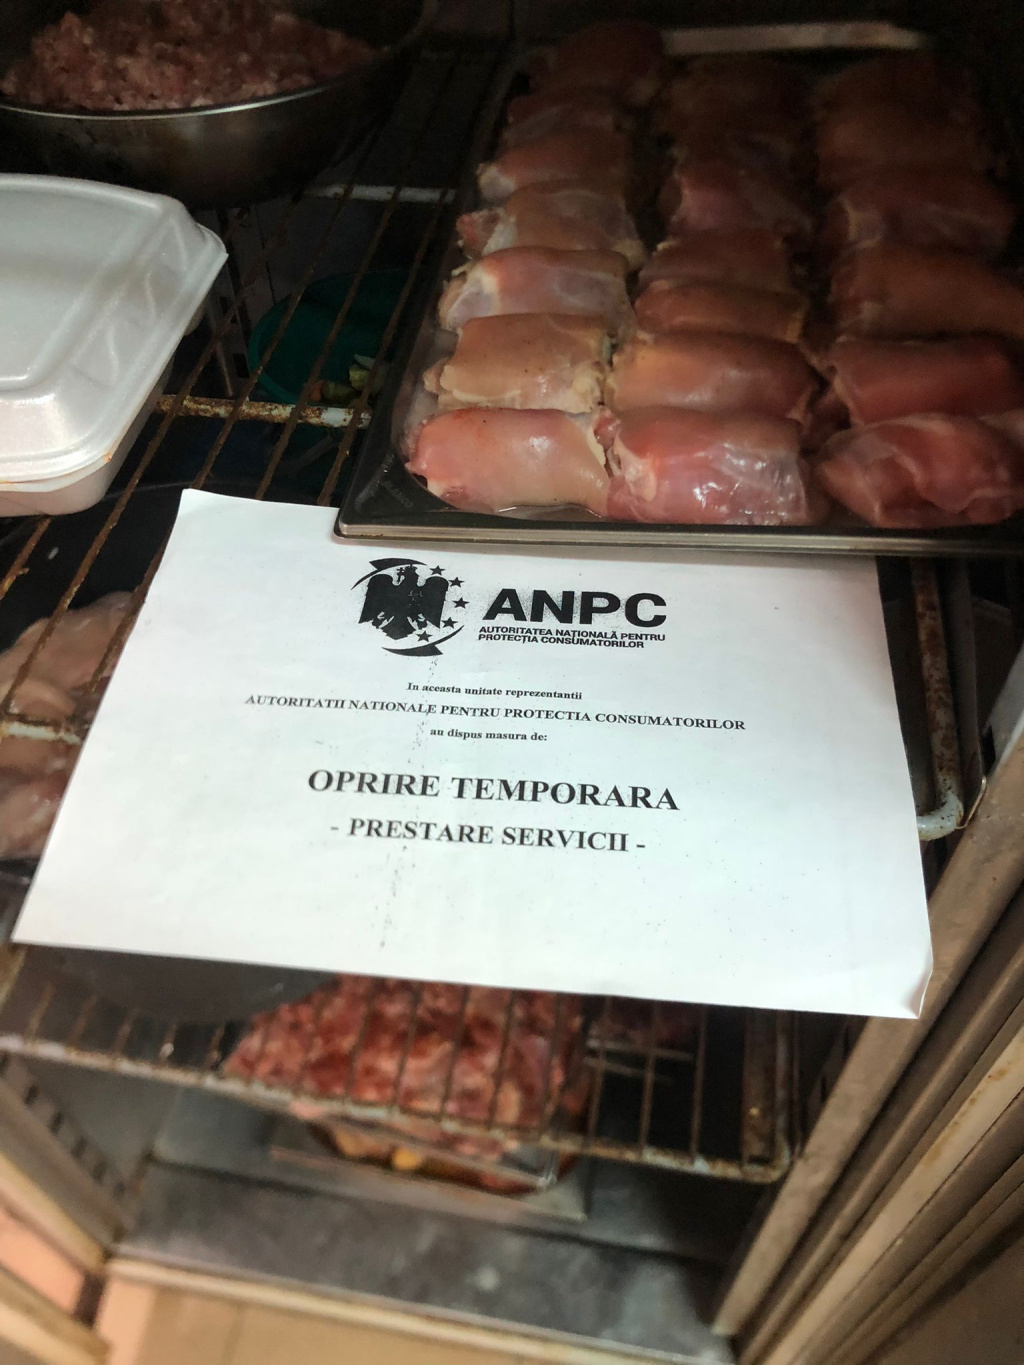 ANPC
AUTORITATEA NAȚIONALĂ PENTRU
PROTECȚIA CONSUMATORILOR
In aceasta unitate reprezentantii
AUTORITATII NATIONALE PENTRU PROTECTIA CONSUMATORILOR
au dispus masura de:
OPRIRE TEMPORARA
- PRESTARE SERVICII -